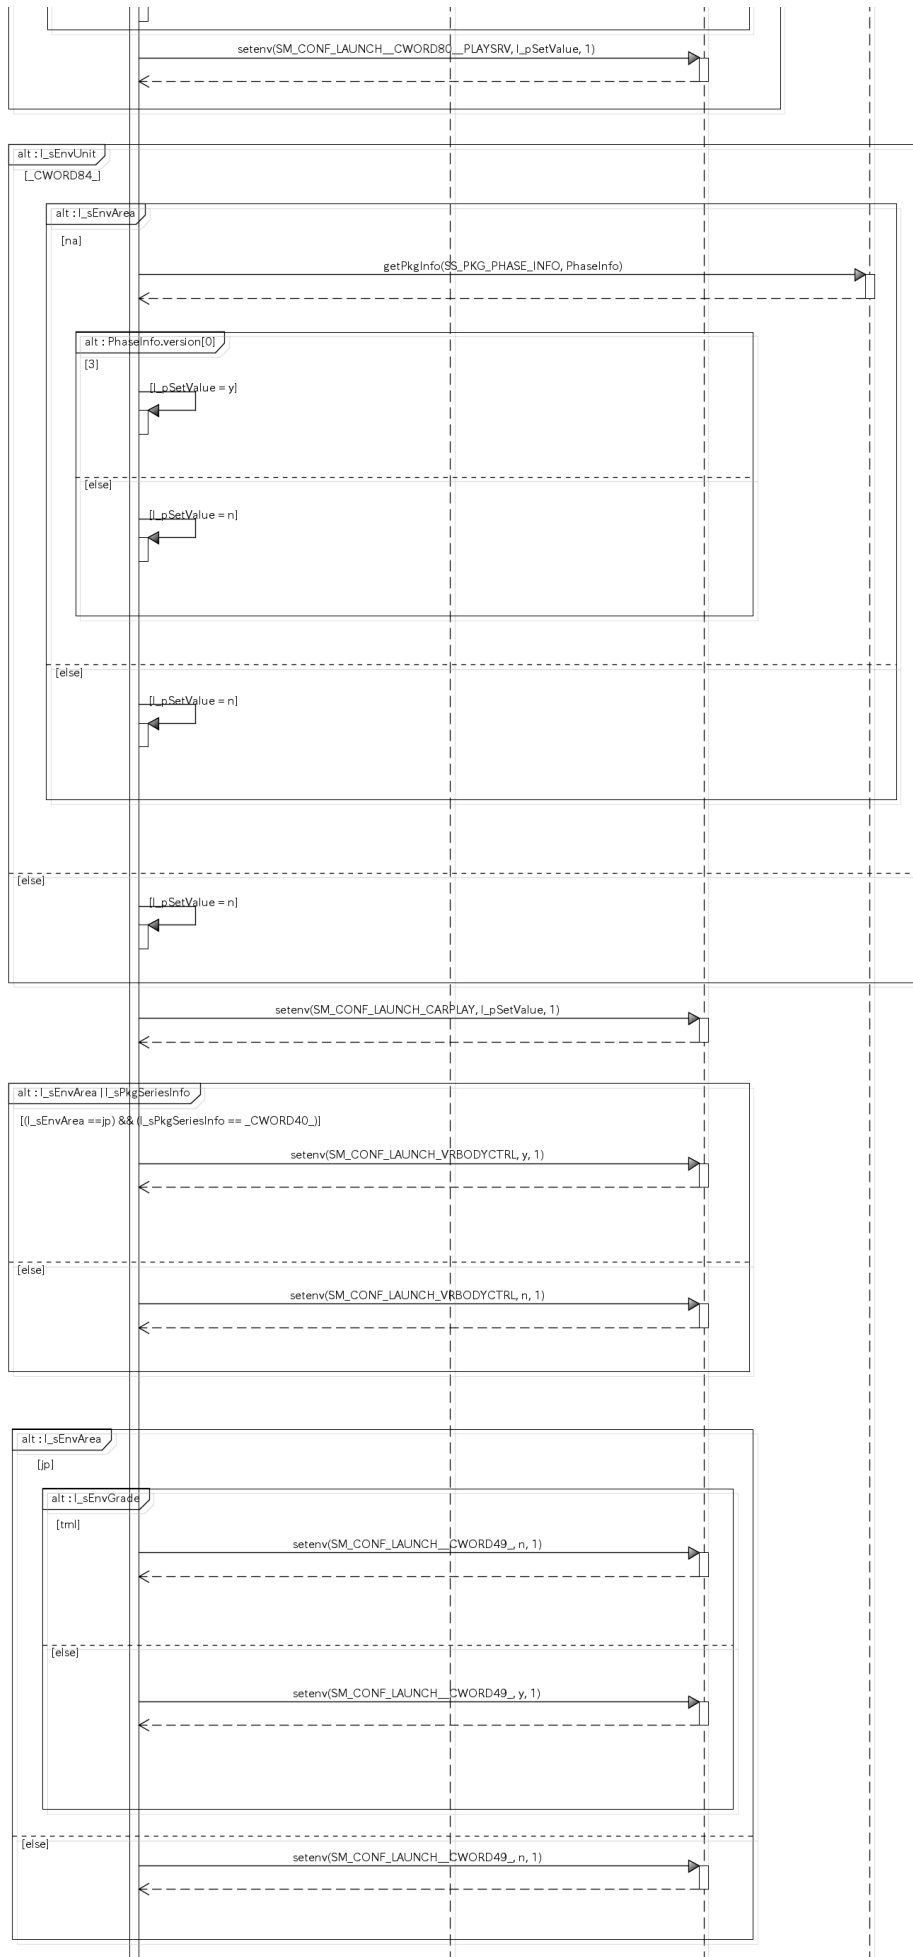 setenv(SM_CONF_LAUNCH__CWORD80__PLAYSRV, l_pSetValue, 1)
alt : l_sEnvUnit
[_CWORD84_]
alt : l_sEnvArea
[na]
getPkgInfo(SS_PKG_PHASE_INFO, PhaseInfo)
alt : PhaseInfo.version[0]
[3]
[l_pSetValue = y]
[else]
[l_pSetValue = n]
[else]
[l_pSetValue = n]
[else]
[l_pSetValue = n]
setenv(SM_CONF_LAUNCH_CARPLAY, l_pSetValue, 1)
alt : l_sEnvArea | l_sPkgSeriesInfo
[(l_sEnvArea ==jp) && (l_sPkgSeriesInfo == _CWORD40_)]
setenv(SM_CONF_LAUNCH_VRBODYCTRL, y, 1)
[else]
setenv(SM_CONF_LAUNCH_VRBODYCTRL, n, 1)
alt : l_sEnvArea
[jp]
alt : l_sEnvGrade
[tml]
setenv(SM_CONF_LAUNCH__CWORD49_, n, 1)
[else]
setenv(SM_CONF_LAUNCH__CWORD49_, y, 1)
[else]
setenv(SM_CONF_LAUNCH__CWORD49_, n, 1)